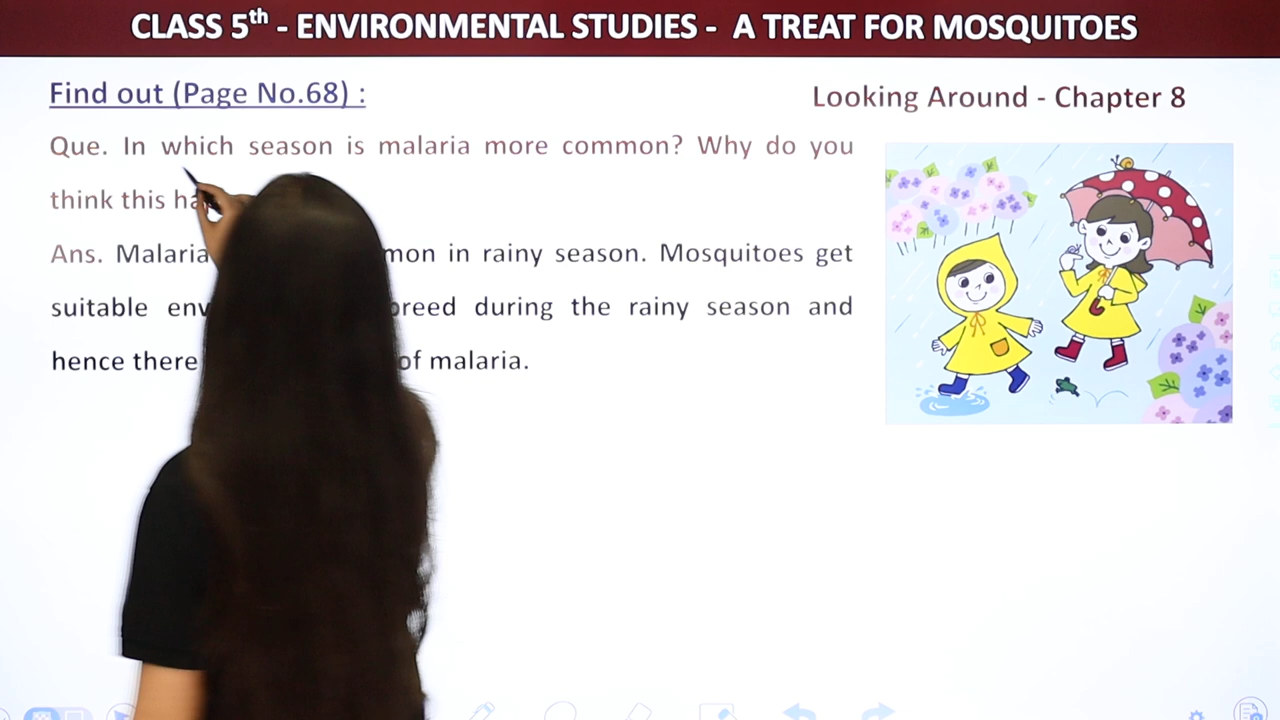 CLASS 5th - ENVIRONMENTAL STUDIES - A TREAT FOR MOSQUITOES
Find out (Page No.68) :
Looking Around - Chapter 8
Que. In which season is malaria more common? Why do you
think this
Ans. Malaria in rainy season. Mosquitoes get
suitable breed during the rainy season and
hence there of malaria.